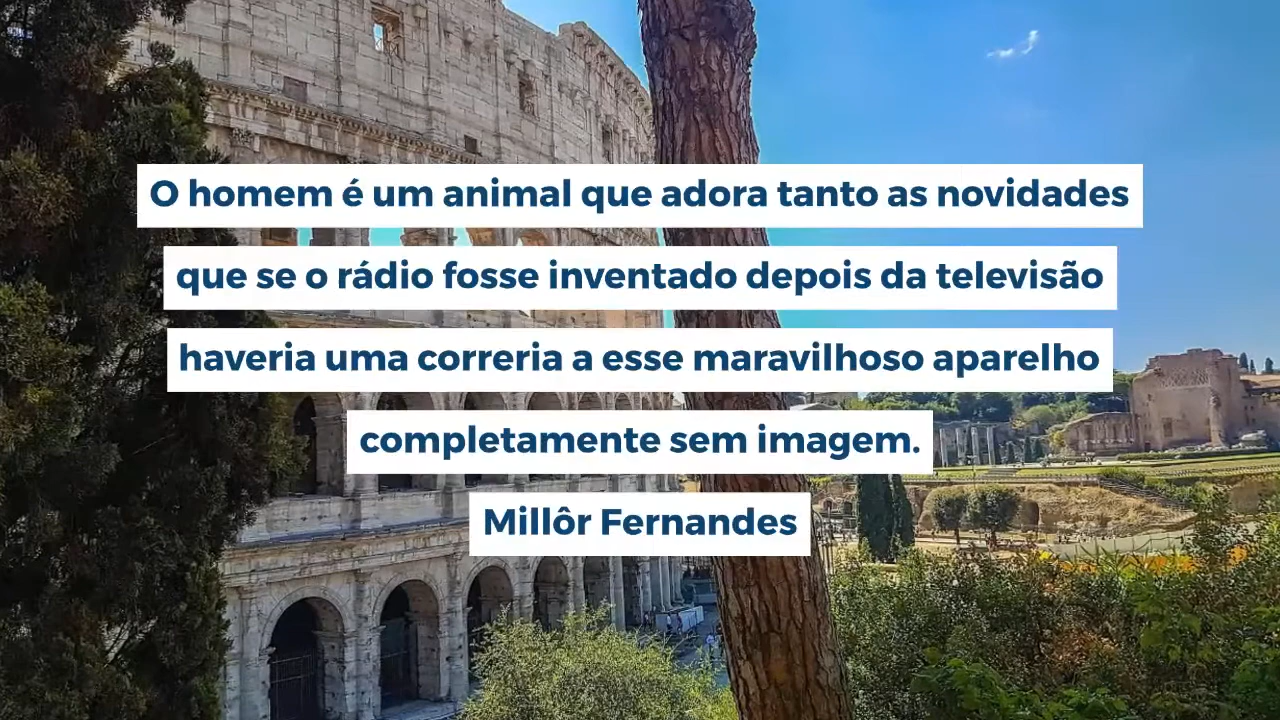 O homem é um animal que adora tanto as novidades
que se o rádio fosse inventado depois da televisão
haveria uma correria a esse maravilhoso aparelho
completamente sem imagem.
Millôr Fernandes